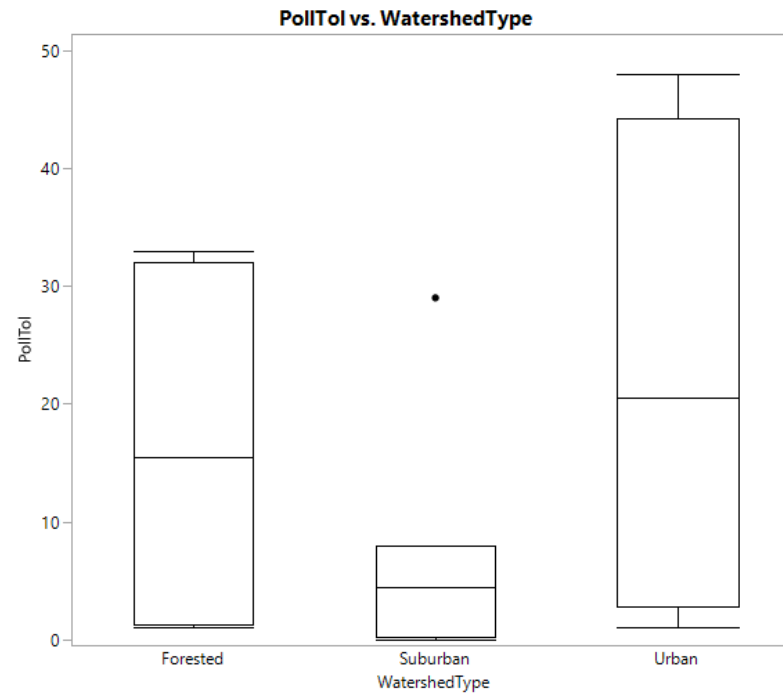 PollTol vs. WatershedType
50
40
30
20
10
0
PollTol
Forested Suburban Urban
WatershedType